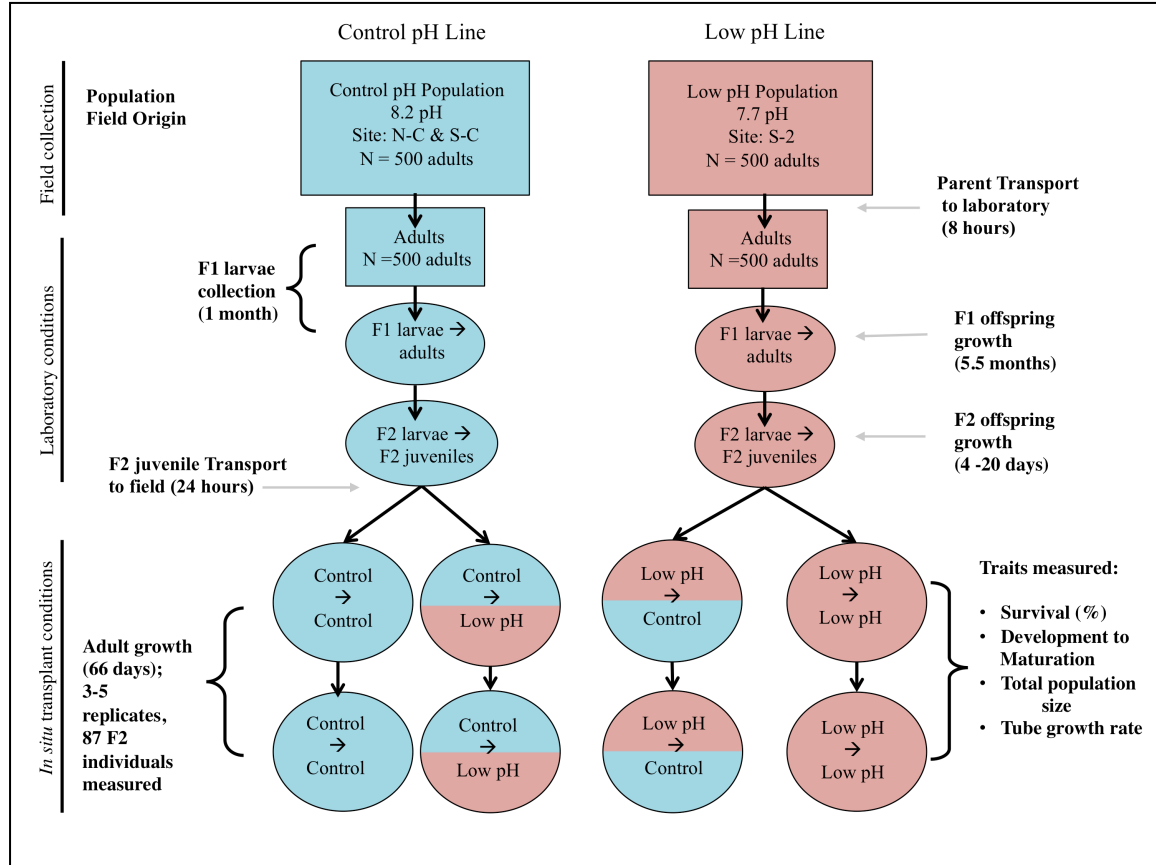 Control pH Line
Low pH Line
Field collection
Population
Field Origin
Control pH Population
8.2 pH
Site: N-C & S-C
N = 500 adults
Low pH Population
7.7 pH
Site: S-2
N = 500 adults
Parent Transport
to laboratory
(8 hours)
Laboratory conditions
Adults
N =500 adults
Adults
N =500 adults
F1 larvae
collection
(1 month)
F1 larvae →
adults
F1 larvae →
adults
F1 offspring
growth
(5.5 months)
F2 larvae →
F2 juveniles
F2 larvae →
F2 juveniles
F2 offspring
growth
(4 -20 days)
F2 juvenile Transport
to field (24 hours)
In situ transplant conditions
Control
→
Control
Control
→
Low pH
Low pH
→
Control
Low pH
→
Low pH
Adult growth
(66 days);
3-5
replicates,
87 F2
individuals
measured
Control
→
Control
Control
→
Low pH
Low pH
→
Control
Low pH
→
Low pH
Traits measured:
• Survival (%)
• Development to
Maturation
• Total population
size
• Tube growth rate